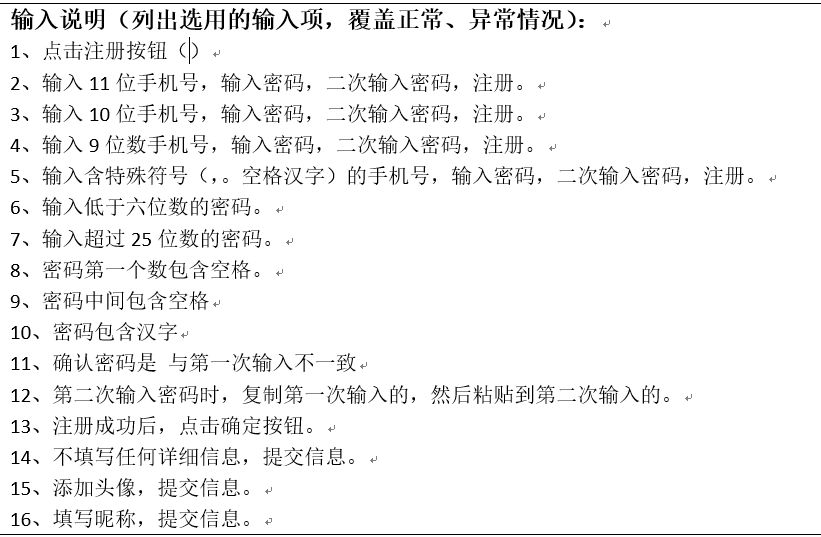 输入说明（列出选用的输入项，覆盖正常、异常情况）：
1、点击注册按钮（）
2、输入 11 位手机号，输入密码，二次输入密码，注册。
3、输入 10 位手机号，输入密码，二次输入密码，注册。
4、输入 9 位数手机号，输入密码，二次输入密码，注册。
5、输入含特殊符号（，。空格汉字）的手机号，输入密码，二次输入密码，注册。
6、输入低于六位数的密码。
7、输入超过 25 位数的密码。
8、密码第一个数包含空格。
9、密码中间包含空格
10、密码包含汉字
11、确认密码是 与第一次输入不一致
12、第二次输入密码时，复制第一次输入的，然后粘贴到第二次输入的。
13、注册成功后，点击确定按钮。
14、不填写任何详细信息，提交信息。
15、添加头像，提交信息。
16、填写昵称，提交信息。